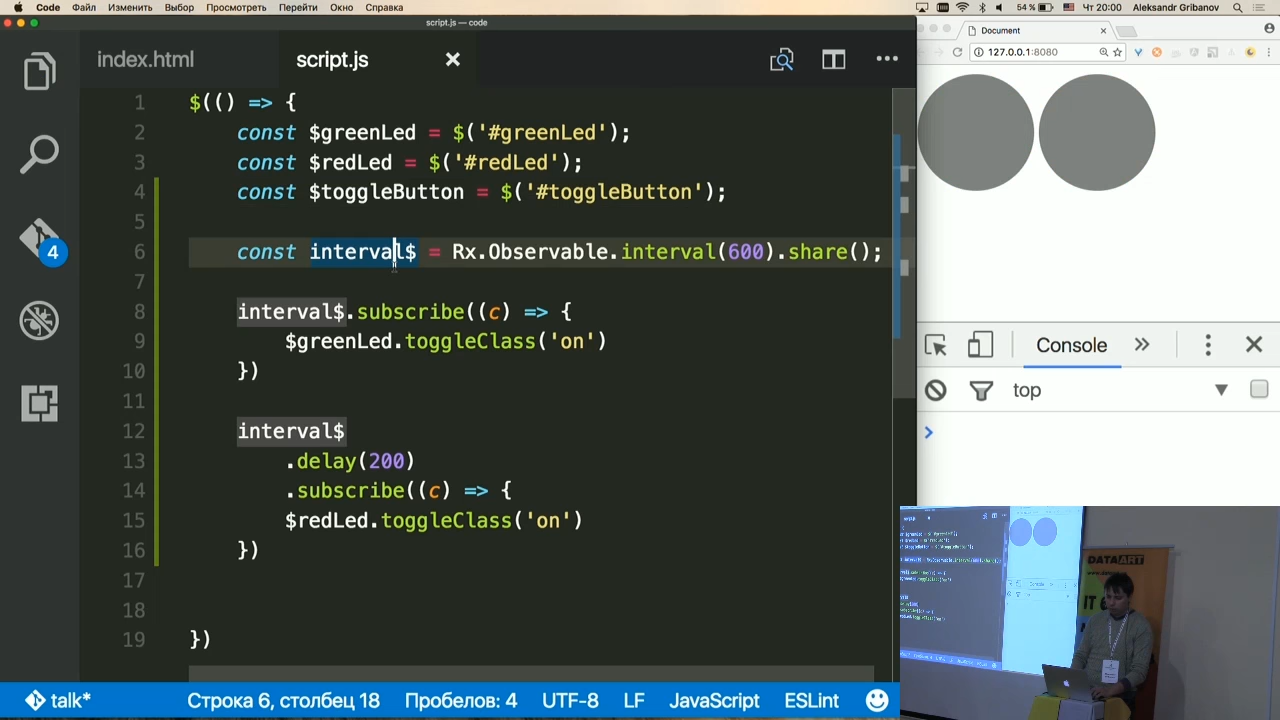 Code Файл Изменить Выбор Просмотреть Перейти Окно Справка 54 % Чт 20:00 Aleksandr Gribanov
script.js — code
index.html script.js
1 $(() => {
2 const $greenLed = $('#greenLed');
3 const $redLed = $('#redLed');
4 const $toggleButton = $('#toggleButton');
5
6 const interval$ = Rx.Observable.interval(600).share();
7
8 interval$.subscribe((c) => {
9 $greenLed.toggleClass('on')
10 })
11
12 interval$
13 .delay(200)
14 .subscribe((c) => {
15 $redLed.toggleClass('on')
16 })
17
18
19 })
4
talk* Строка 6, столбец 18 Пробелов: 4 UTF-8 LF JavaScript ESLint
Document
127.0.0.1:8080
Console
top
DATAART
IT